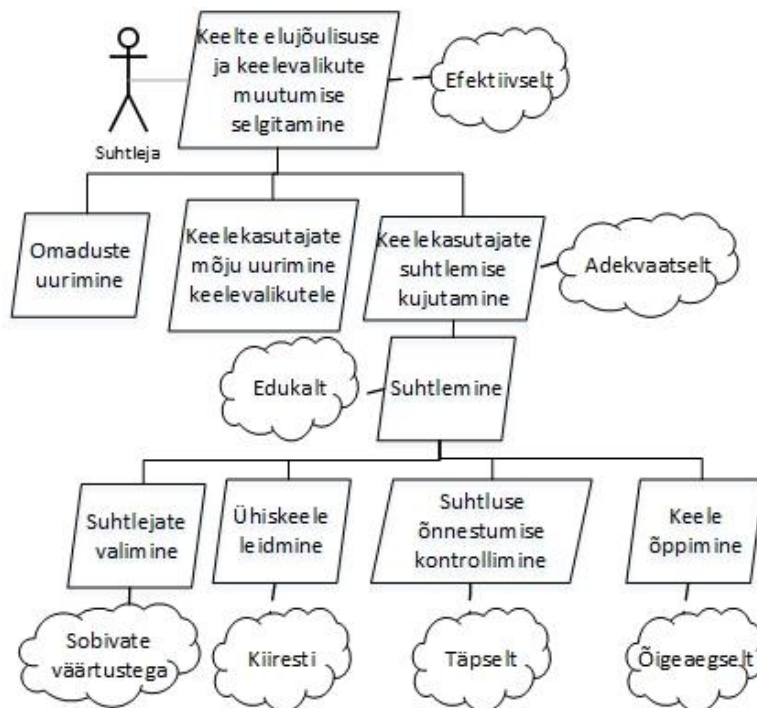 Keelte elujõulisuse
ja keelevalikute
muutumise
selgitamine
Efektiivselt
Suhtleja
Omaduste
uurimine
Keelekasutajate
mõju uurimine
keelevalikutele
Keelekasutajate
suhtlemise
kujutamine
Adekvaatselt
Edukalt
Suhtlemine
Suhtlejate
valimine
Ühiskeele
leidmine
Suhtluse
õnnestumise
kontrollimine
Keele
õppimine
Sobivate
väärtustega
Kiiresti
Täpselt
Õigeaegselt